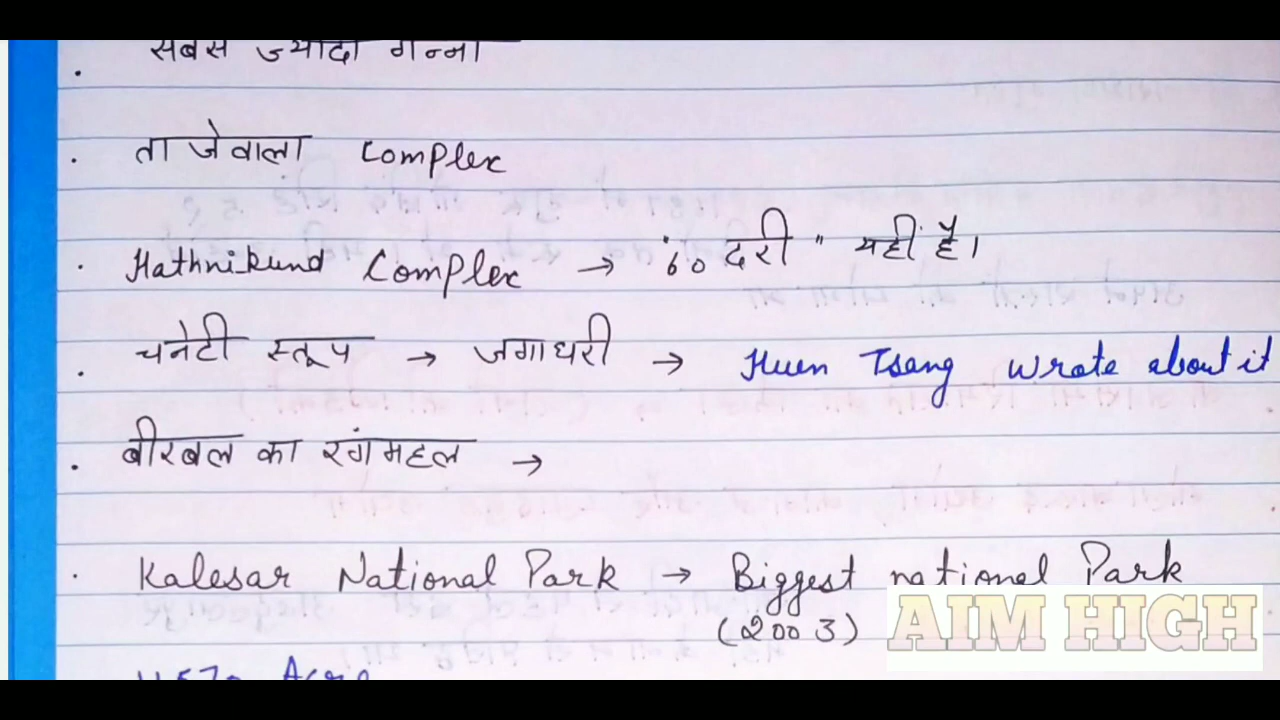 सबसे ज्यादा गन्ना
ताजेवाला Complex
Hathnikund Complex → "60 दरी" यहीं है।
चनेटी स्तूप → जगाधरी → Huen Tsang wrote about it
बीरबल का रंगमहल →
Kalesar National Park → Biggest national Park
(2003)
AIM HIGH
Acre